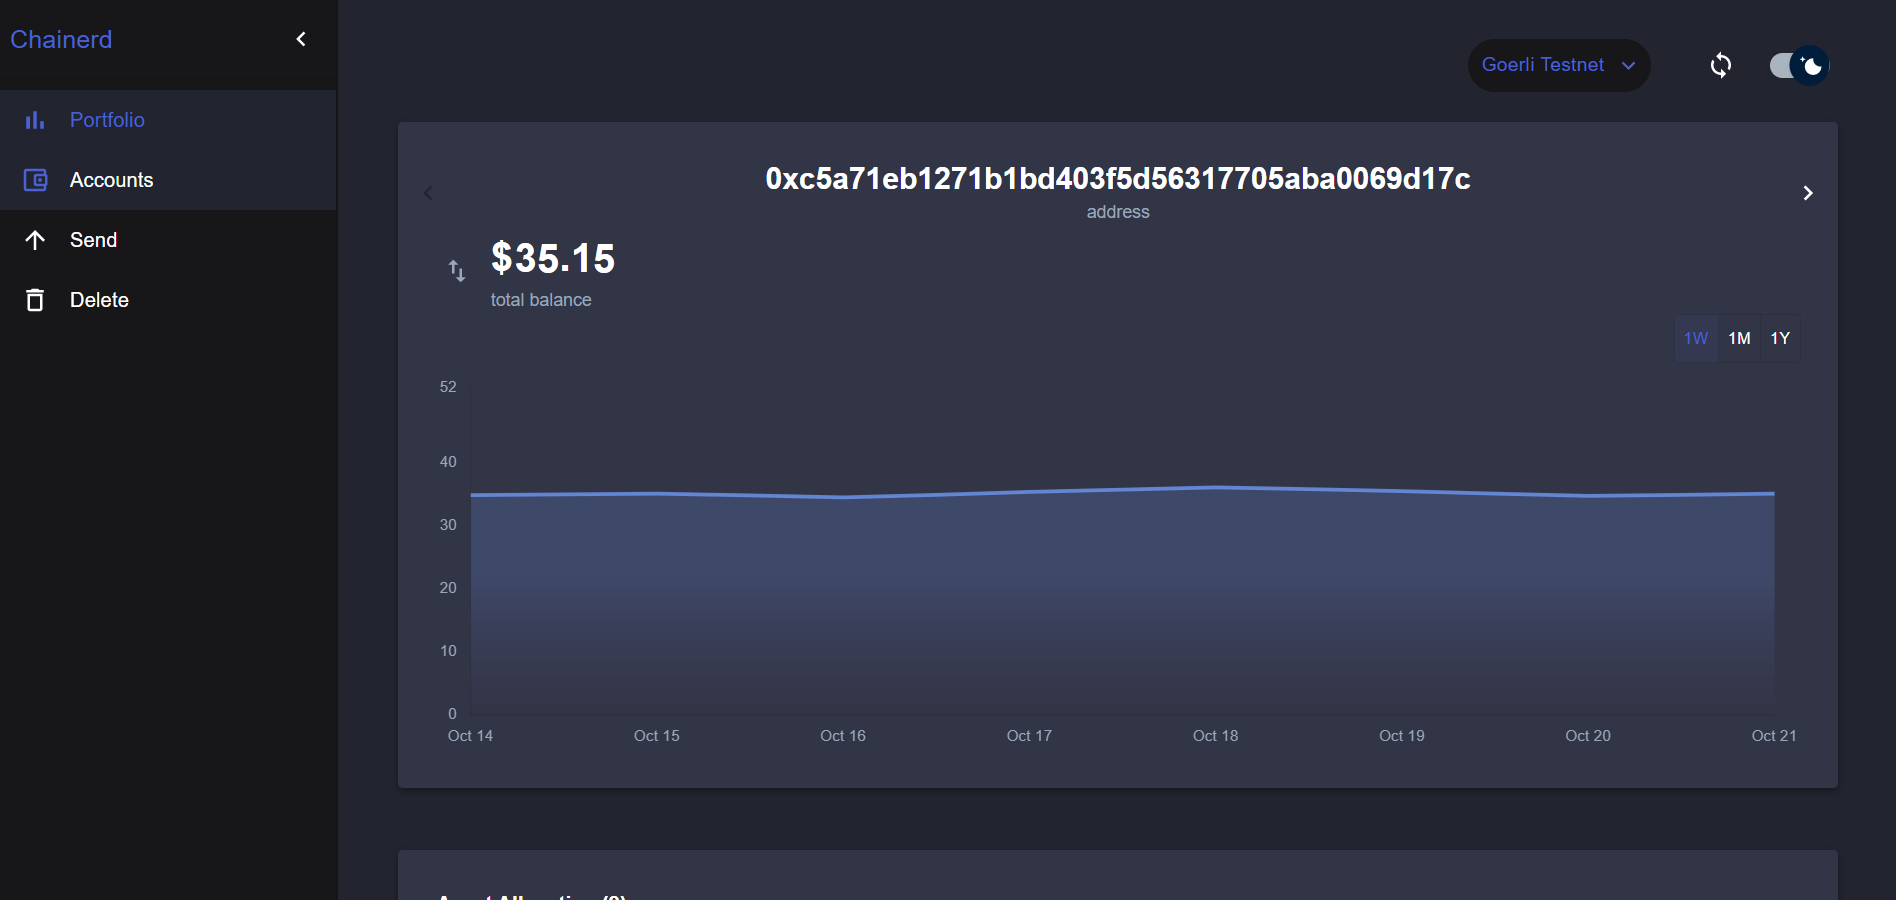 Chainerd
Portfolio
Accounts
Send
Delete
Goerli Testnet
0xc5a71eb1271b1bd403f5d56317705aba0069d17c
address
$35.15
total balance
1W 1M 1Y
52
40
30
20
10
0
Oct 14 Oct 15 Oct 16 Oct 17 Oct 18 Oct 19 Oct 20 Oct 21